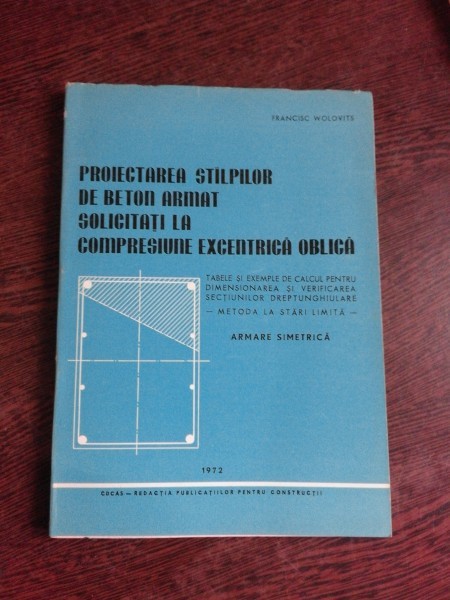 FRANCISC WOLOVITS
PROIECTAREA STÎLPILOR
DE BETON ARMAT
SOLICITAȚI LA
COMPRESIUNE EXCENTRICĂ OBLICĂ
TABELE ȘI EXEMPLE DE CALCUL PENTRU
DIMENSIONAREA ȘI VERIFICAREA
SECȚIUNILOR DREPTUNGHIULARE
— METODA LA STĂRI LIMITĂ —
ARMARE SIMETRICĂ
1972
CDCAS — REDACȚIA PUBLICAȚIILOR PENTRU CONSTRUCȚII